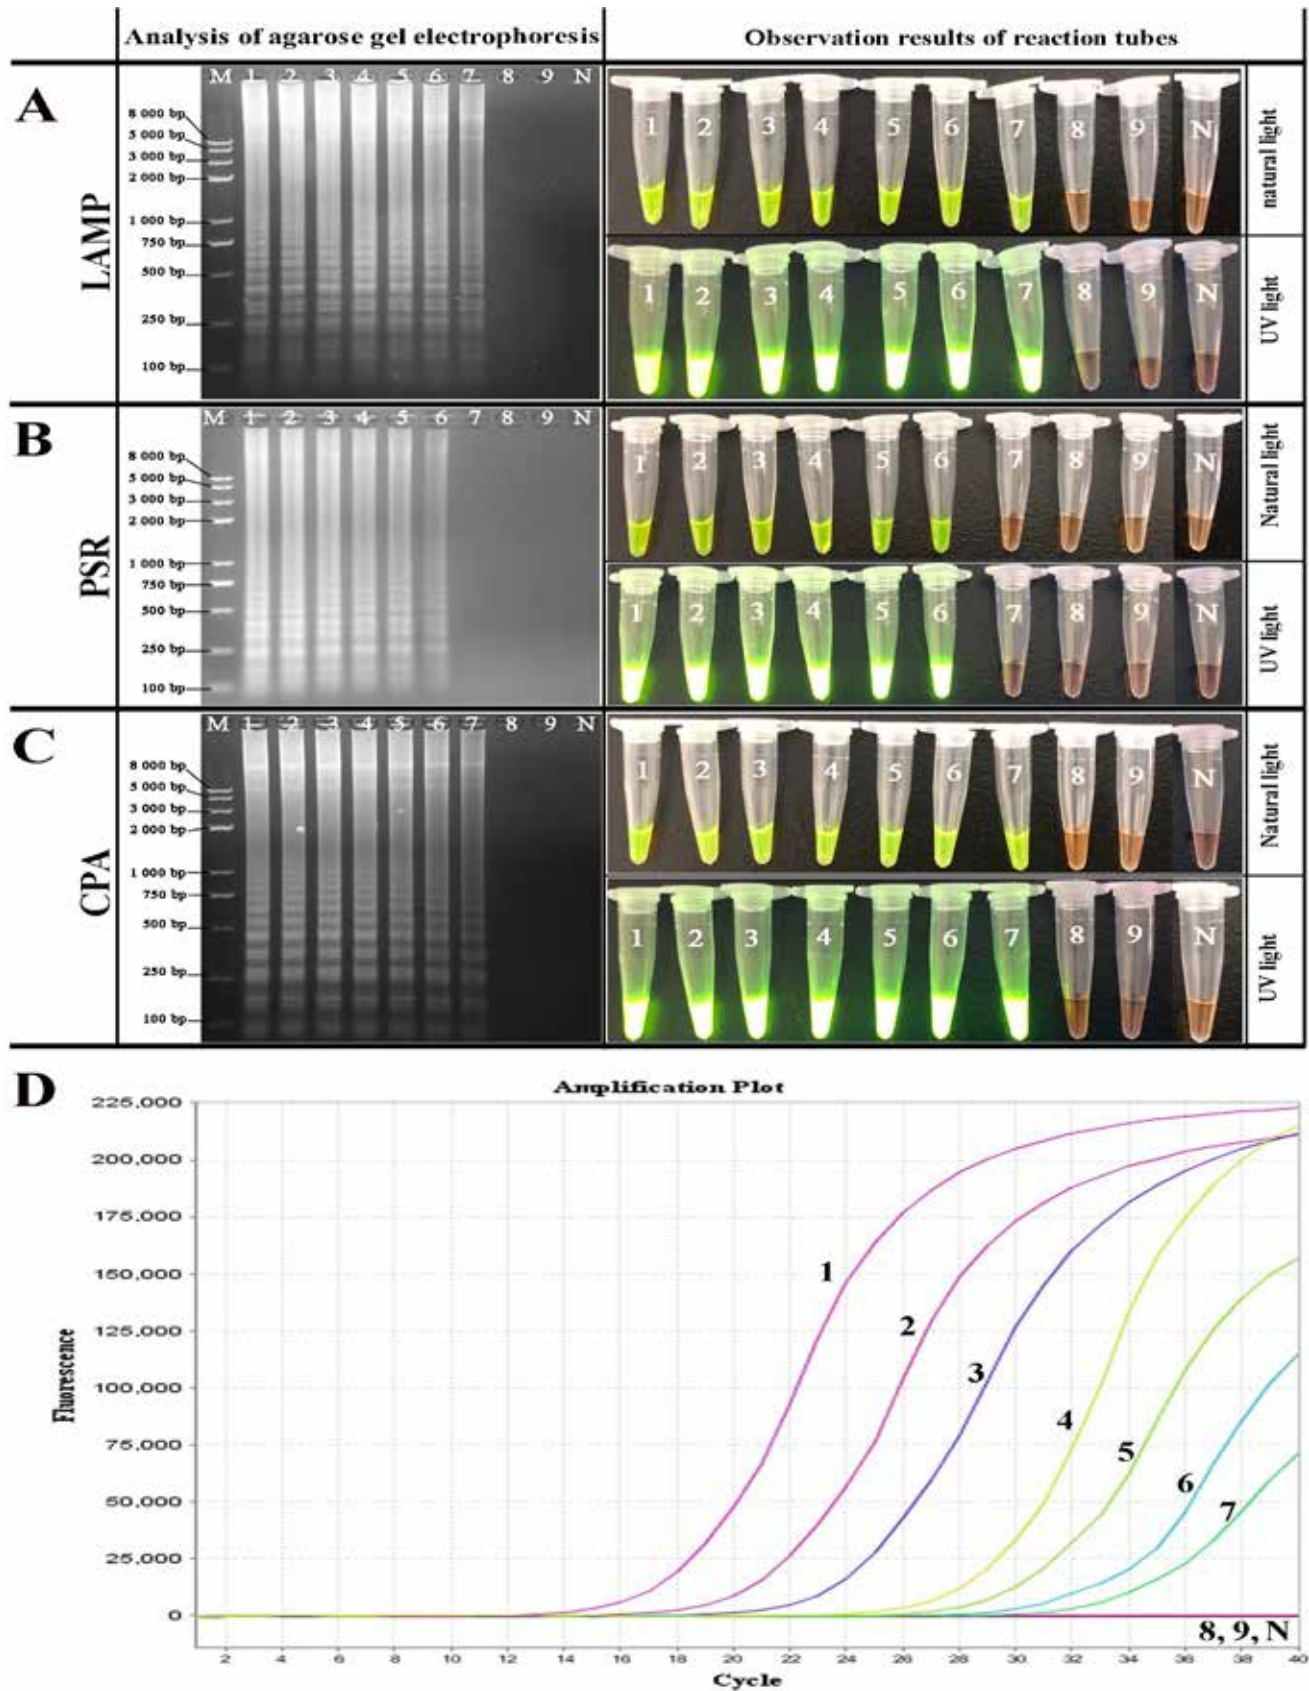 Analysis of agarose gel electrophoresis
Observation results of reaction tubes
A
LAMP
M 1 2 3 4 5 6 7 8 9 N
8 000 bp
5 000 bp
3 000 bp
2 000 bp
1 000 bp
750 bp
500 bp
250 bp
100 bp
1 2 3 4 5 6 7 8 9 N
natural light
1 2 3 4 5 6 7 8 9 N
UV light
B
PSR
M 1 2 3 4 5 6 7 8 9 N
8 000 bp
5 000 bp
3 000 bp
2 000 bp
1 000 bp
750 bp
500 bp
250 bp
100 bp
1 2 3 4 5 6 7 8 9 N
Natural light
1 2 3 4 5 6 7 8 9 N
UV light
C
CPA
M 1 2 3 4 5 6 7 8 9 N
8 000 bp
5 000 bp
3 000 bp
2 000 bp
1 000 bp
750 bp
500 bp
250 bp
100 bp
1 2 3 4 5 6 7 8 9 N
Natural light
1 2 3 4 5 6 7 8 9 N
UV light
D
Amplification Plot
225,000
200,000
175,000
150,000
125,000
100,000
75,000
50,000
25,000
0
Fluorescence
1
2
3
4
5
6
7
8, 9, N
2 4 6 8 10 12 14 16 18 20 22 24 26 28 30 32 34 36 38 40
Cycle